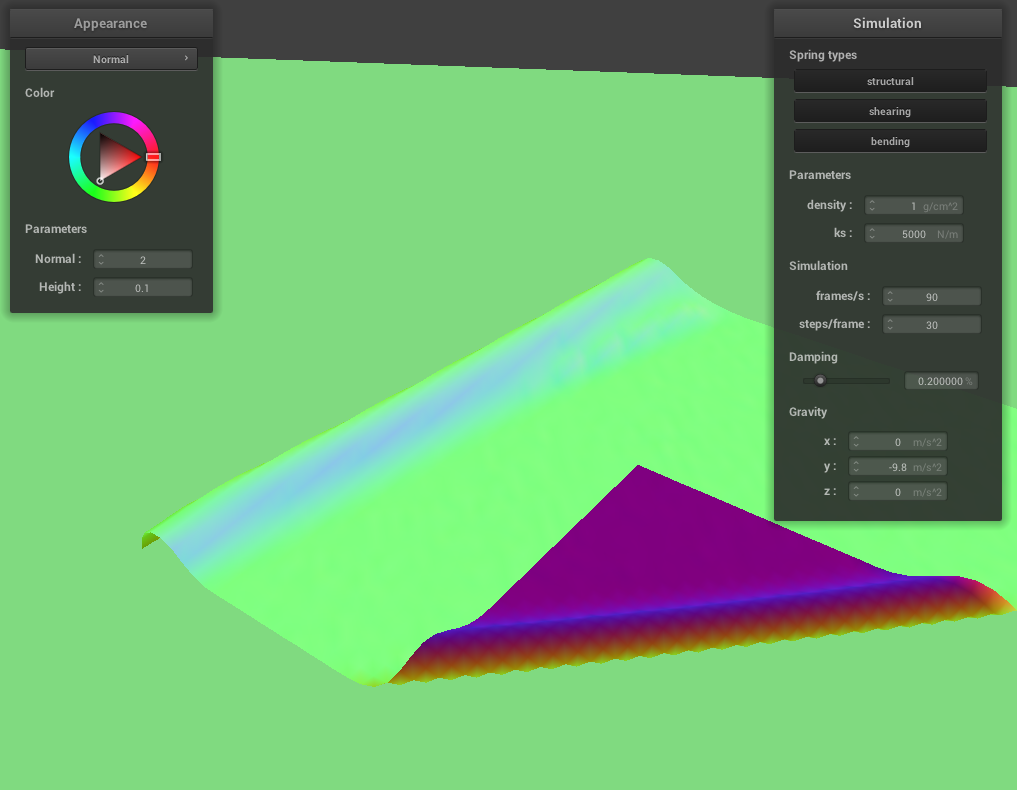 Appearance
Normal
Color
Parameters
Normal : 2
Height : 0.1
Simulation
Spring types
structural
shearing
bending
Parameters
density : 1 g/cm^2
ks : 5000 N/m
Simulation
frames/s : 90
steps/frame : 30
Damping
0.200000 %
Gravity
x : 0 m/s^2
y : -9.8 m/s^2
z : 0 m/s^2